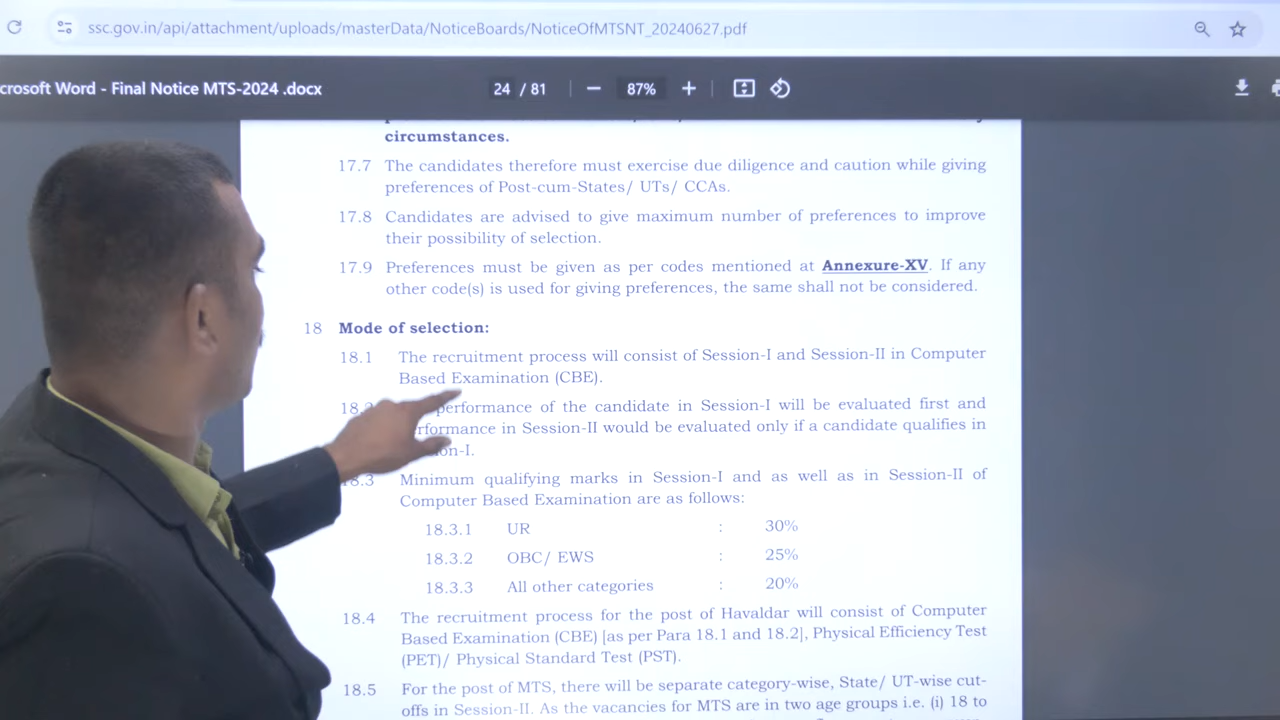 ssc.gov.in/api/attachment/uploads/masterData/NoticeBoards/NoticeOfMTSNT_20240627.pdf
crosoft Word - Final Notice MTS-2024 .docx 24 / 81 87%
circumstances.
17.7 The candidates therefore must exercise due diligence and caution while giving
preferences of Post-cum-States/ UTs/ CCAs.
17.8 Candidates are advised to give maximum number of preferences to improve
their possibility of selection.
17.9 Preferences must be given as per codes mentioned at Annexure-XV. If any
other code(s) is used for giving preferences, the same shall not be considered.
18 Mode of selection:
18.1 The recruitment process will consist of Session-I and Session-II in Computer
Based Examination (CBE).
performance of the candidate in Session-I will be evaluated first and
rformance in Session-II would be evaluated only if a candidate qualifies in
on-I.
18.3 Minimum qualifying marks in Session-I and as well as in Session-II of
Computer Based Examination are as follows:
18.3.1 UR : 30%
18.3.2 OBC/ EWS : 25%
18.3.3 All other categories : 20%
18.4 The recruitment process for the post of Havaldar will consist of Computer
Based Examination (CBE) [as per Para 18.1 and 18.2], Physical Efficiency Test
(PET)/ Physical Standard Test (PST).
18.5 For the post of MTS, there will be separate category-wise, State/ UT-wise cut-
offs in Session-II. As the vacancies for MTS are in two age groups i.e. (i) 18 to